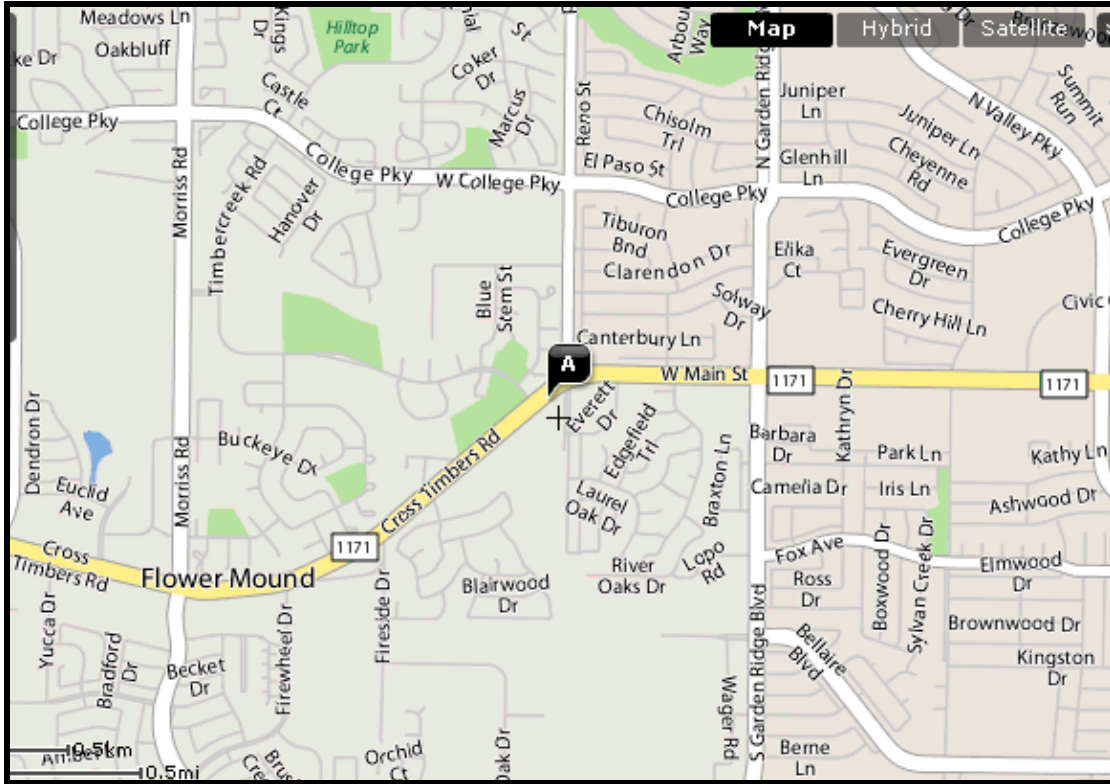 Meadows Ln
Oakbluff
ke Dr
Kings
Dr
Hilltop
Park
St
Coker
Dr
Marcus
Dr
Castle
Ct
Arbou
Way
Map
Hybrid
Satellite
College Pky
College Pky
W College Pky
Reno St
Chisolm
Trl
El Paso St
College Pky
N Garden Ridge
Juniper
Ln
Glenhill
Ln
Juniper Ln
Cheyenne
Rd
N Valley Pky
Summit
Run
College Pky
Morriss Rd
Timbercreek Rd
Hanover
Dr
Tiburon
Bnd
Clarendon Dr
Erika
Ct
Evergreen
Dr
Solway
Dr
Cherry Hill Ln
Civic
Blue
Stem St
Canterbury Ln
A
W Main St
1171
1171
Dendron Dr
Morriss Rd
Buckeye Dr
Euclid
Ave
Cross Timbers Rd
1171
Everett
Dr
Edgefield
Trl
Laurel
Oak Dr
Braxton Ln
Barbara
Dr
Kathryn Dr
Park Ln
Kathy Ln
Camelia Dr
Iris Ln
Ashwood Dr
Cross
Timbers Rd
Flower Mound
Blairwood
Dr
River
Oaks Dr
Lopo
Rd
Fox Ave
Ross
Dr
Boxwood Dr
Sylvan Creek Dr
Elmwood
Dr
Brownwood Dr
Kingston
Dr
Yucca Dr
Bradford
Dr
Becket
Dr
Firewheel Dr
Fireside Dr
S Garden Ridge Blvd
Bellaire
Blvd
Wager Rd
Berne
Ln
Orchid
Ct
Oak Dr
0.5km
0.5mi